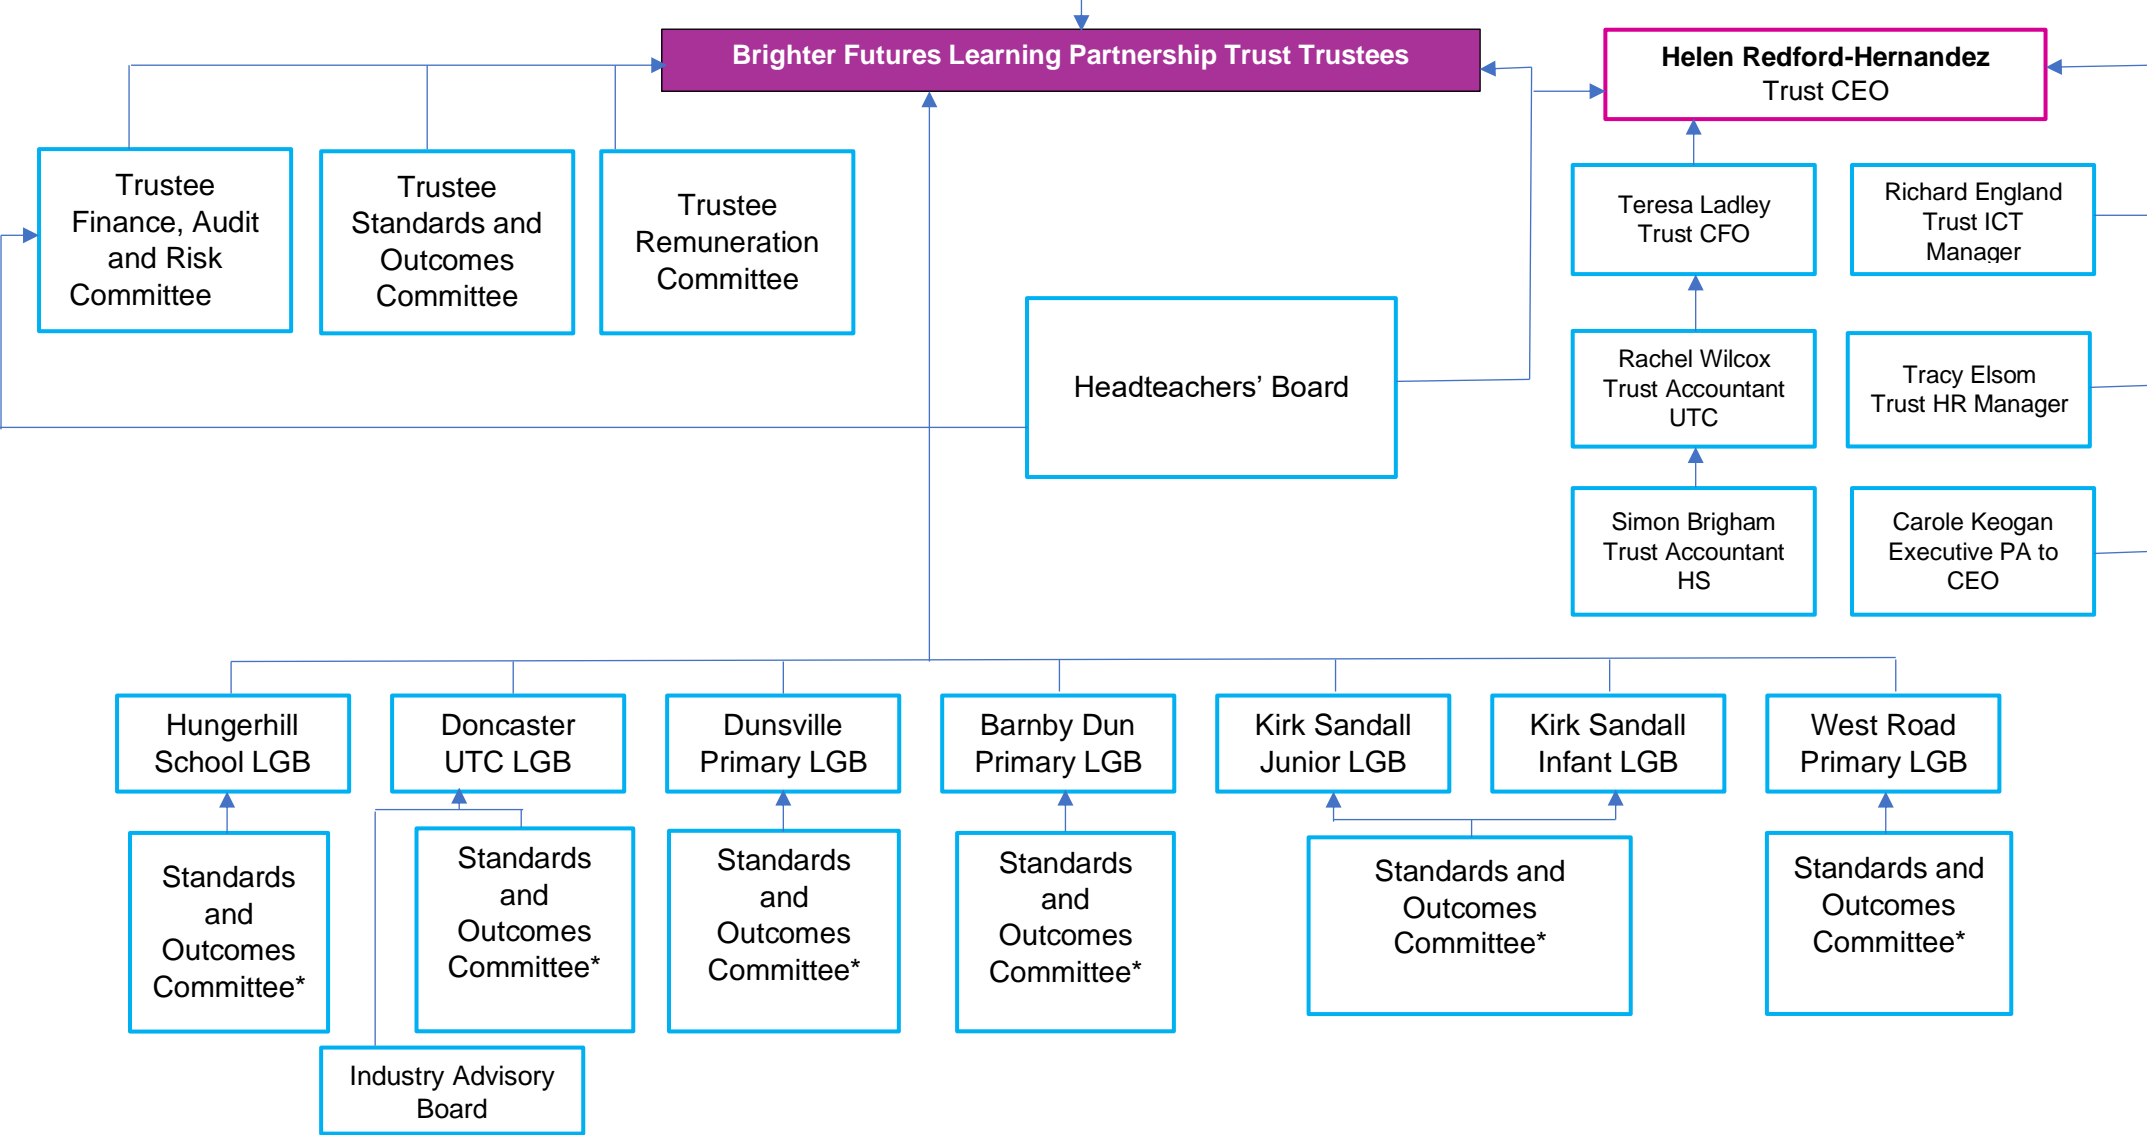 Brighter Futures Learning Partnership Trust Trustees
Helen Redford-Hernandez
Trust CEO
Trustee
Finance, Audit
and Risk
Committee
Trustee
Standards and
Outcomes
Committee
Trustee
Remuneration
Committee
Teresa Ladley
Trust CFO
Richard England
Trust ICT
Manager
Headteachers’ Board
Rachel Wilcox
Trust Accountant
UTC
Tracy Elsom
Trust HR Manager
Simon Brigham
Trust Accountant
HS
Carole Keogan
Executive PA to
CEO
Hungerhill
School LGB
Doncaster
UTC LGB
Dunsville
Primary LGB
Barnby Dun
Primary LGB
Kirk Sandall
Junior LGB
Kirk Sandall
Infant LGB
West Road
Primary LGB
Standards
and
Outcomes
Committee*
Standards
and
Outcomes
Committee*
Standards
and
Outcomes
Committee*
Standards
and
Outcomes
Committee*
Standards and
Outcomes
Committee*
Standards and
Outcomes
Committee*
Industry Advisory
Board